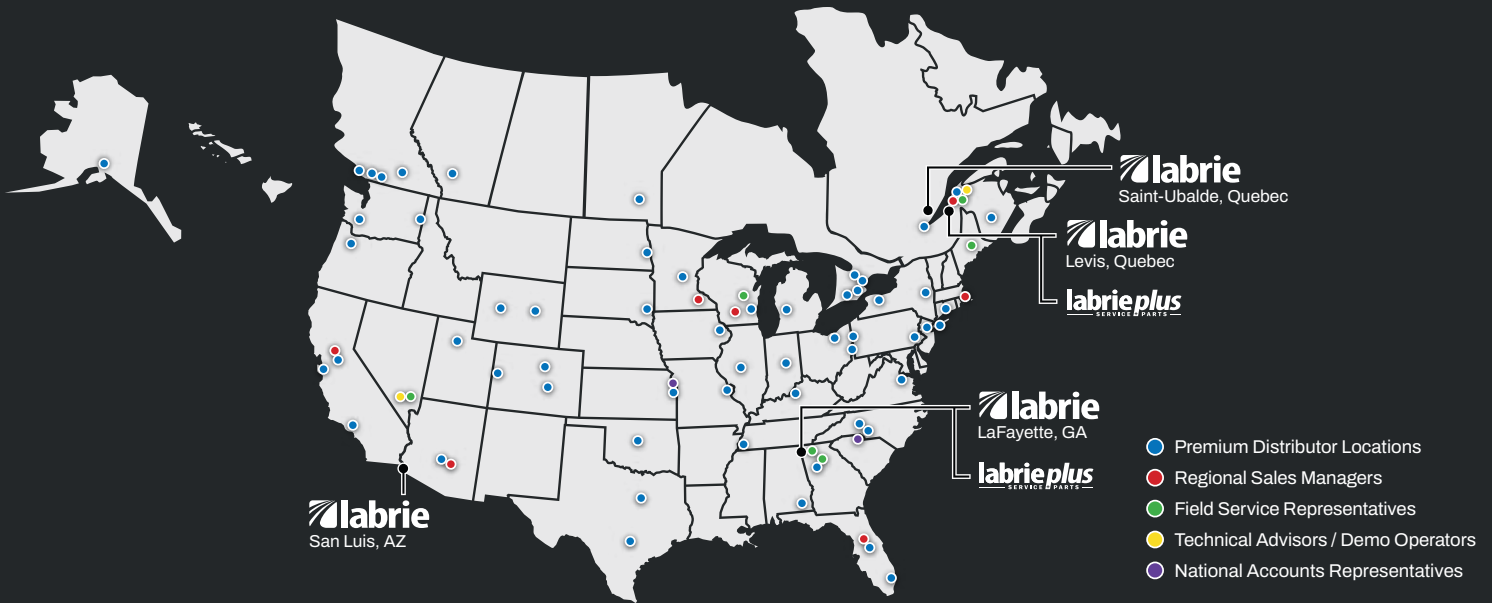 labrie
Saint-Ubalde, Quebec
labrie
Levis, Quebec
labrieplus
SERVICE PARTS
labrie
LaFayette, GA
labrieplus
SERVICE PARTS
labrie
San Luis, AZ
Premium Distributor Locations
Regional Sales Managers
Field Service Representatives
Technical Advisors / Demo Operators
National Accounts Representatives